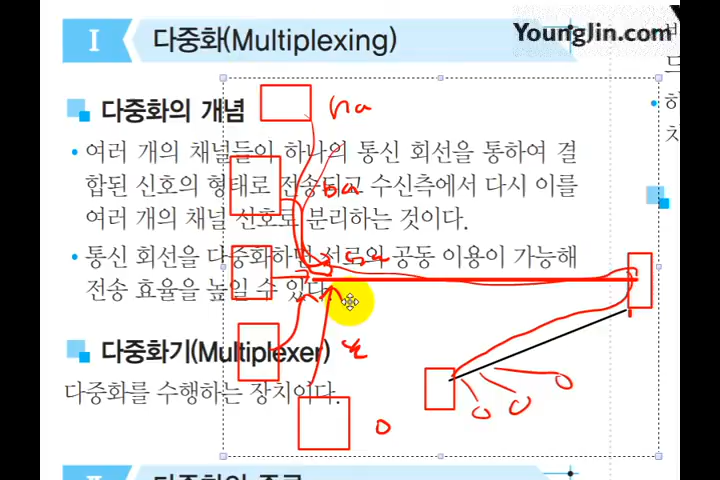 I 다중화(Multiplexing)
YoungJin.com
다중화의 개념
• 여러 개의 채널들이 하나의 통신 회선을 통하여 결
합된 신호의 형태로 전송되고 수신측에서 다시 이를
여러 개의 채널 신호로 분리하는 것이다.
• 통신 회선을 다중화하면 선로의 공동 이용이 가능해
전송 효율을 높일 수 있다.
다중화기(Multiplexer)
다중화를 수행하는 장치이다.